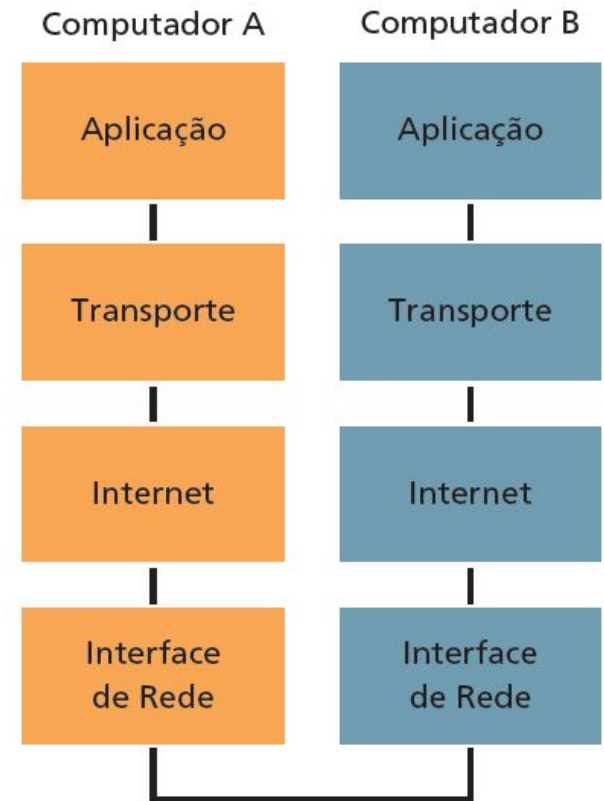 Computador A
Computador B
Aplicação
Aplicação
Transporte
Transporte
Internet
Internet
Interface
de Rede
Interface
de Rede